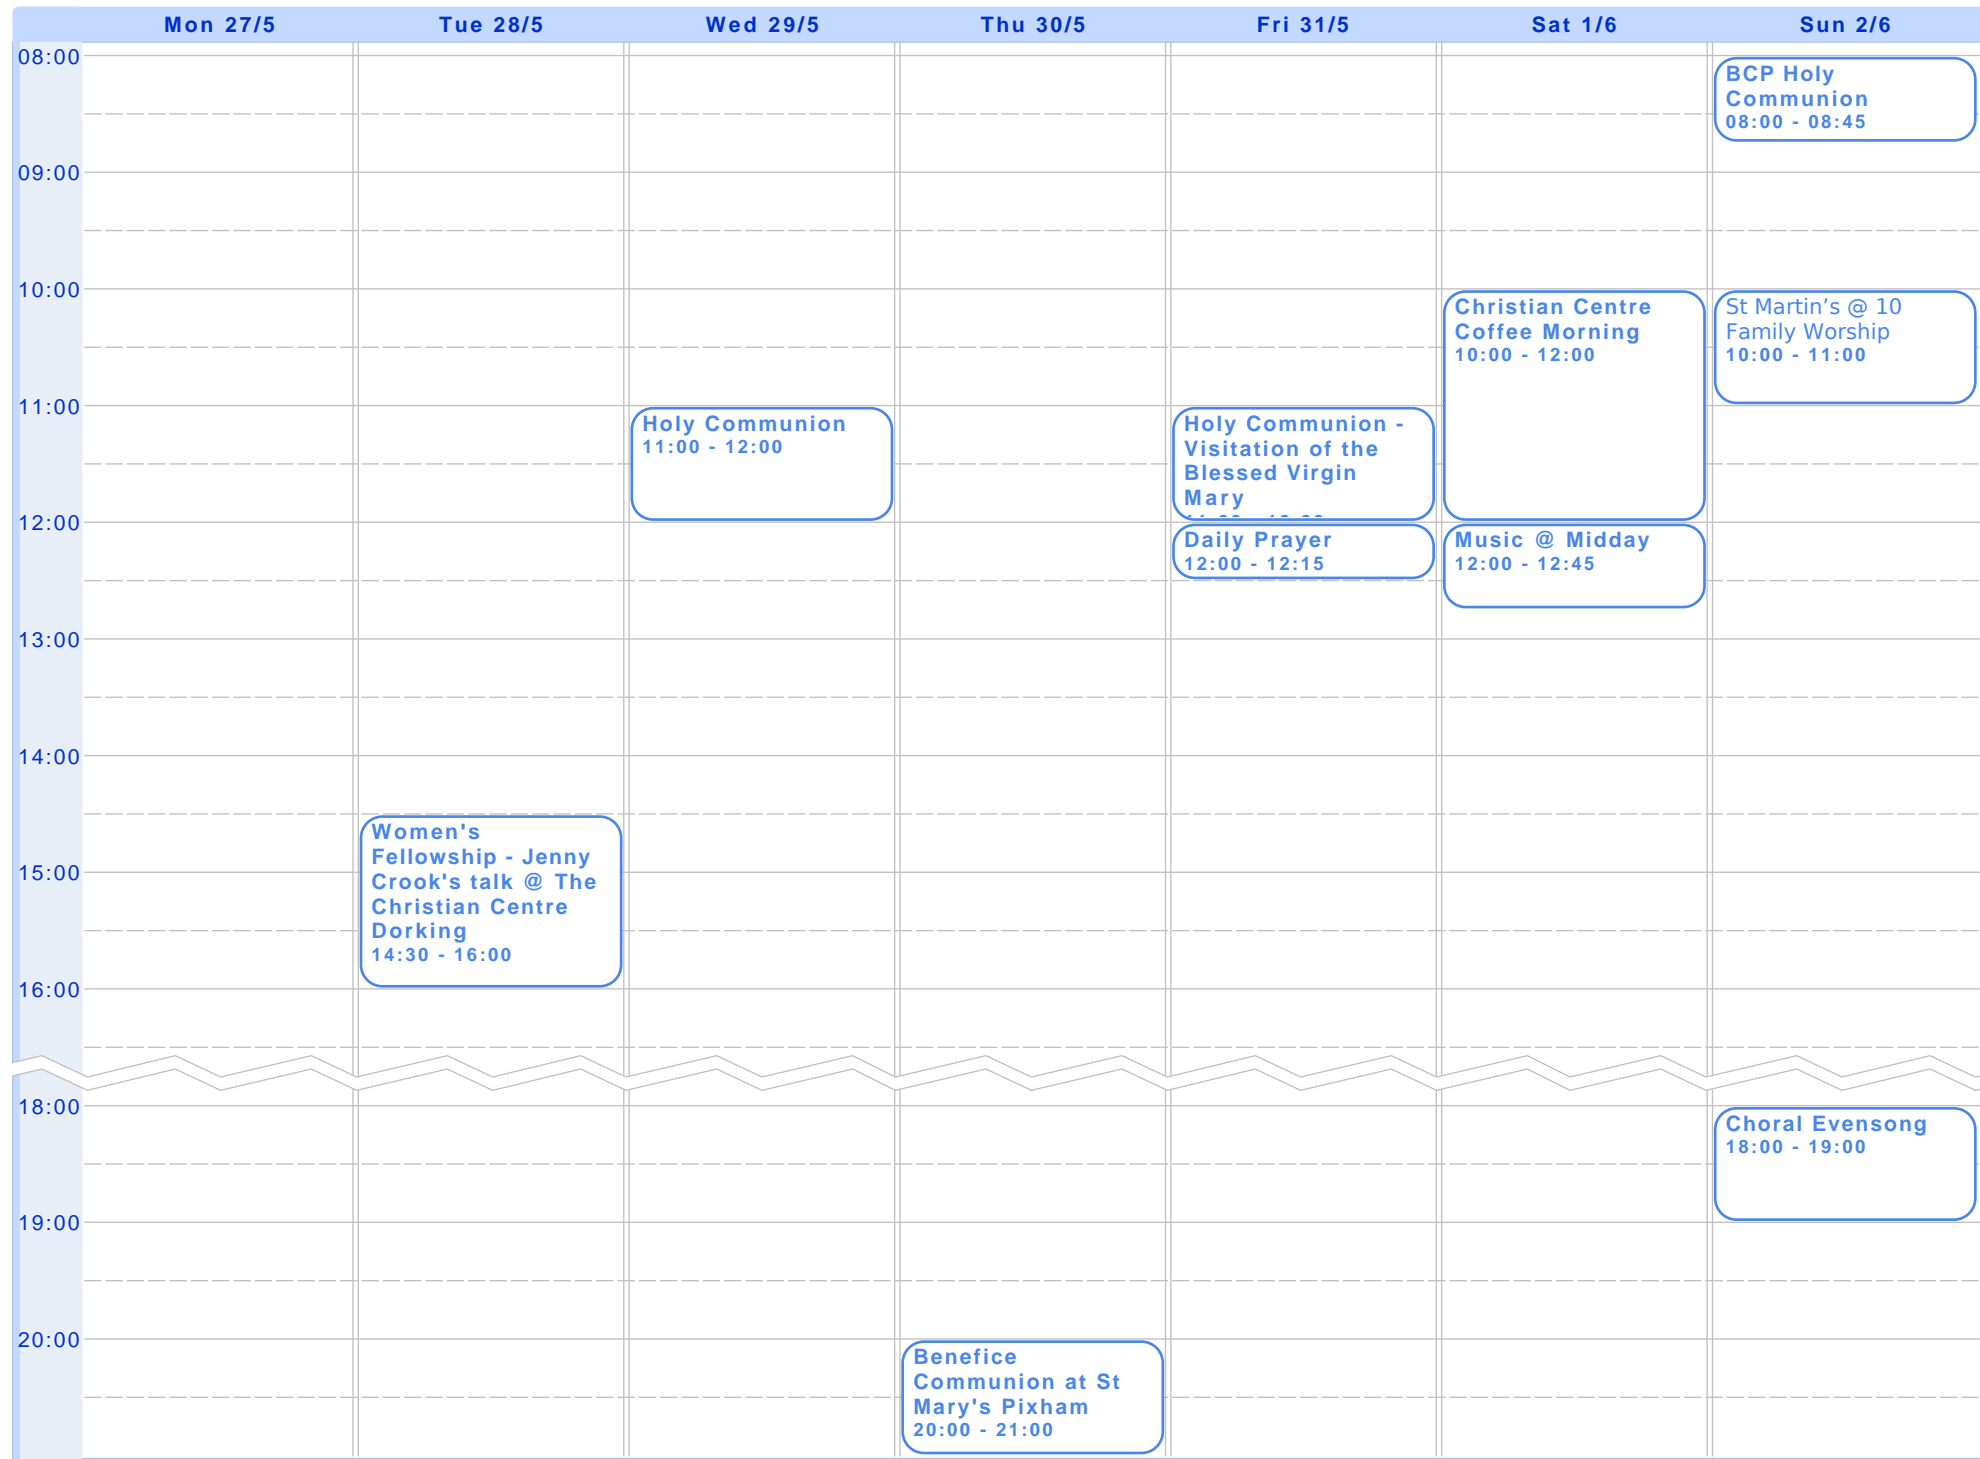 Mon 27/5
Tue 28/5
Wed 29/5
Thu 30/5
Fri 31/5
Sat 1/6
Sun 2/6
08:00
09:00
10:00
11:00
12:00
13:00
14:00
15:00
16:00
18:00
19:00
20:00
Women's
Fellowship - Jenny
Crook's talk @ The
Christian Centre
Dorking
14:30 - 16:00
Holy Communion
11:00 - 12:00
Benefice
Communion at St
Mary's Pixham
20:00 - 21:00
Holy Communion -
Visitation of the
Blessed Virgin
Mary
Daily Prayer
12:00 - 12:15
Christian Centre
Coffee Morning
10:00 - 12:00
Music @ Midday
12:00 - 12:45
BCP Holy
Communion
08:00 - 08:45
St Martin’s @ 10
Family Worship
10:00 - 11:00
Choral Evensong
18:00 - 19:00